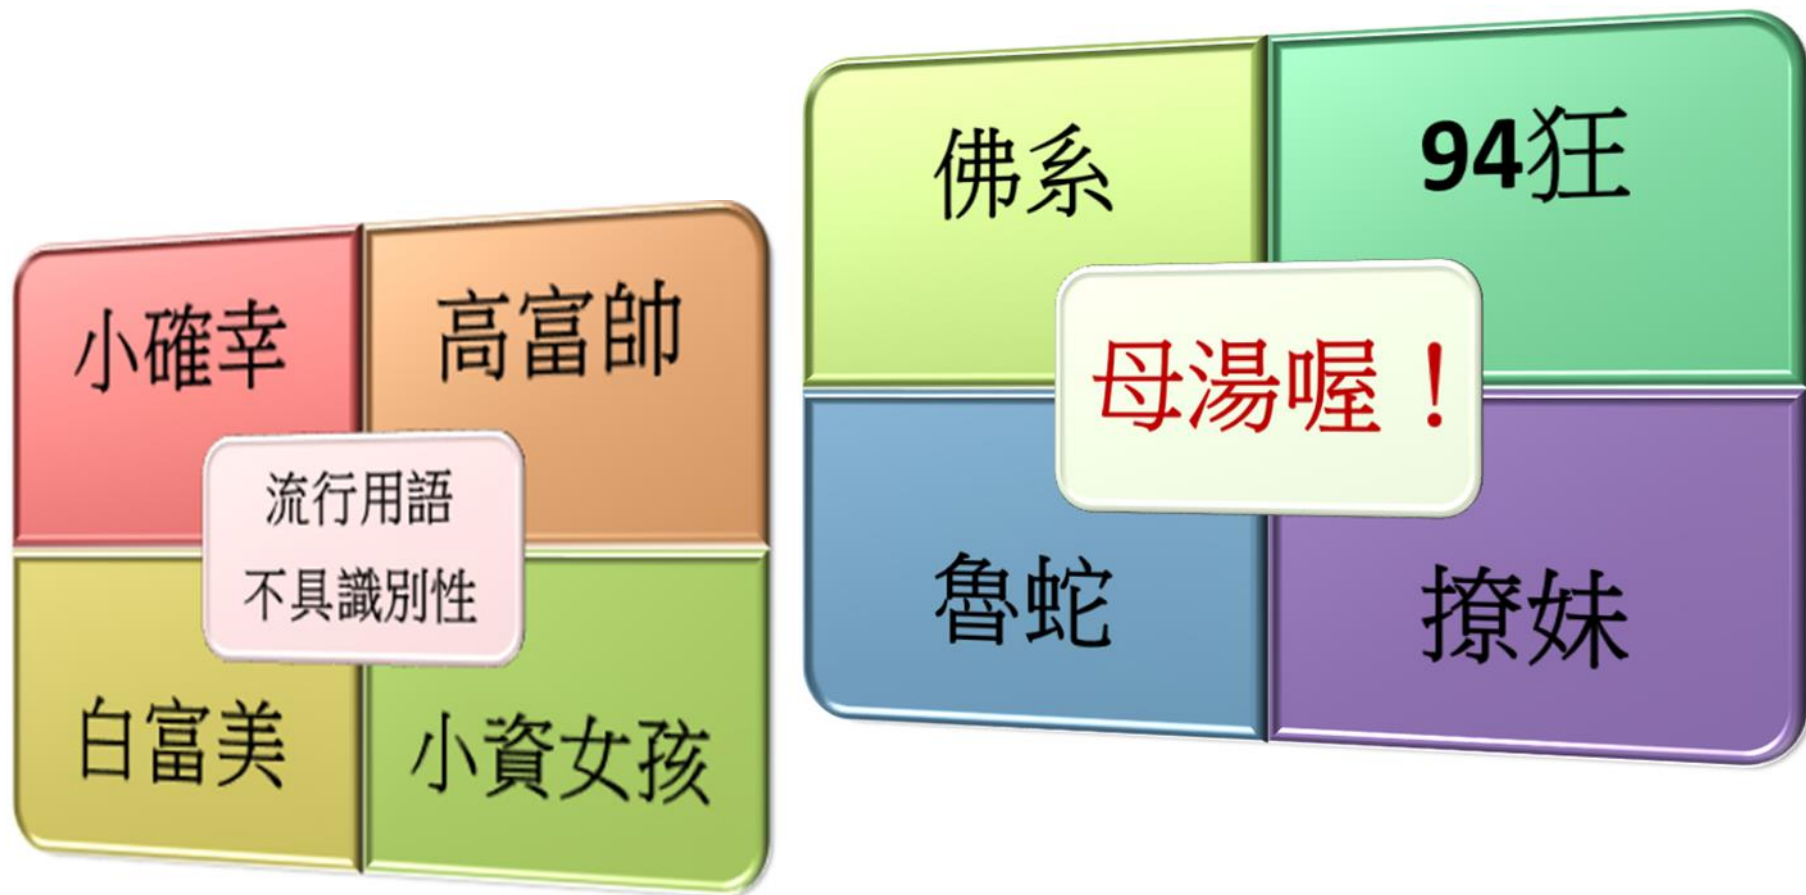 小確幸
高富帥
流行用語
不具識別性
白富美
小資女孩
佛系
94狂
母湯喔！
魯蛇
撩妹